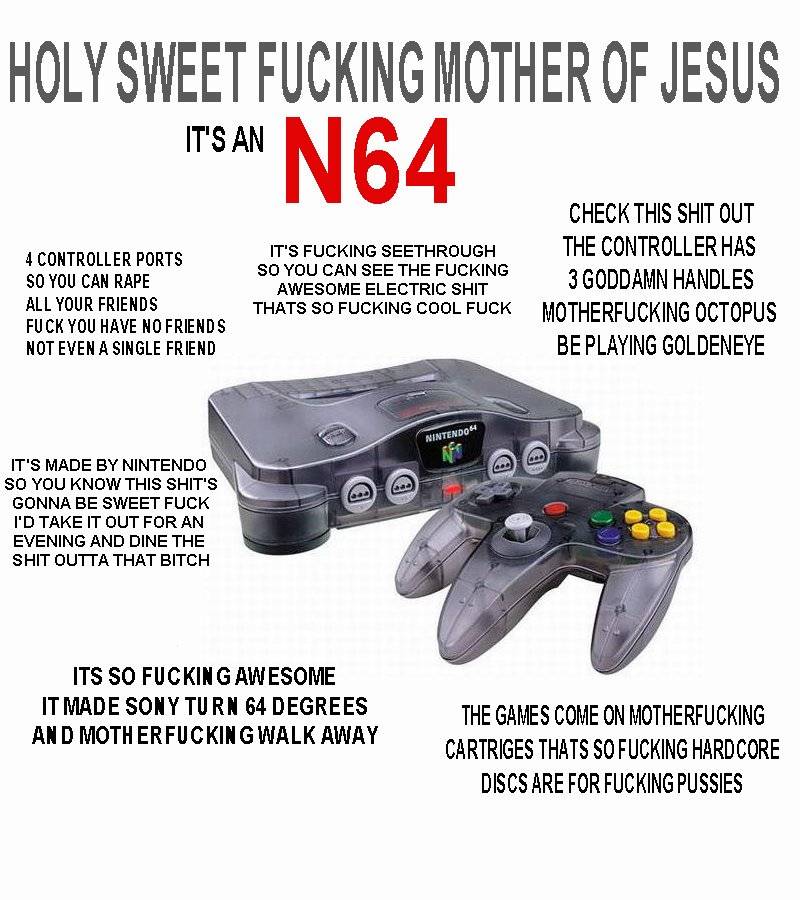 HOLY SWEET FUCKING MOTHER OF JESUS
IT'S AN N64
4 CONTROLLER PORTS
SO YOU CAN RAPE
ALL YOUR FRIENDS
FUCK YOU HAVE NO FRIENDS
NOT EVEN A SINGLE FRIEND
IT'S FUCKING SEETHROUGH
SO YOU CAN SEE THE FUCKING
AWESOME ELECTRIC SHIT
THATS SO FUCKING COOL FUCK
CHECK THIS SHIT OUT
THE CONTROLLER HAS
3 GODDAMN HANDLES
MOTHERFUCKING OCTOPUS
BE PLAYING GOLDENEYE
NINTENDO64
IT'S MADE BY NINTENDO
SO YOU KNOW THIS SHIT'S
GONNA BE SWEET FUCK
I'D TAKE IT OUT FOR AN
EVENING AND DINE THE
SHIT OUTTA THAT BITCH
ITS SO FUCKING AWESOME
IT MADE SONY TURN 64 DEGREES
AND MOTHERFUCKING WALK AWAY
THE GAMES COME ON MOTHERFUCKING
CARTRIGES THATS SO FUCKING HARDCORE
DISCS ARE FOR FUCKING PUSSIES